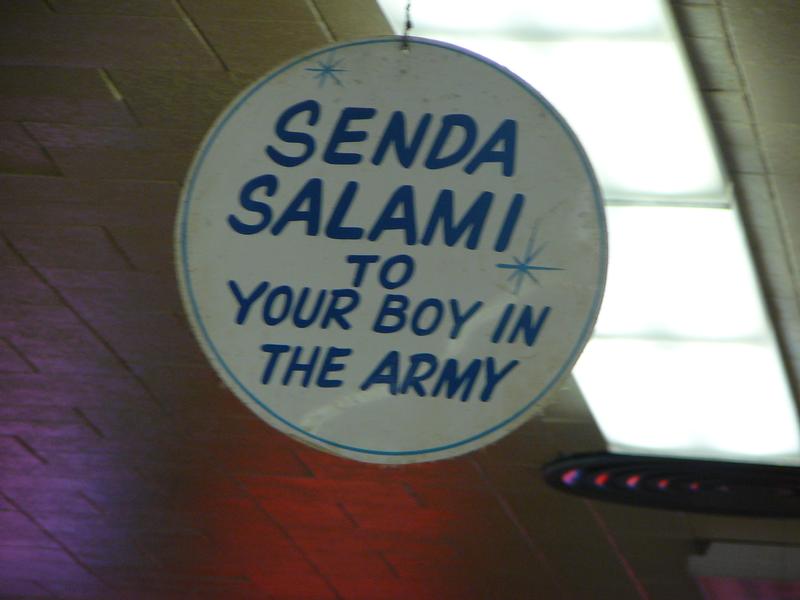 SENDA
SALAMI
TO
YOUR BOY IN
THE ARMY